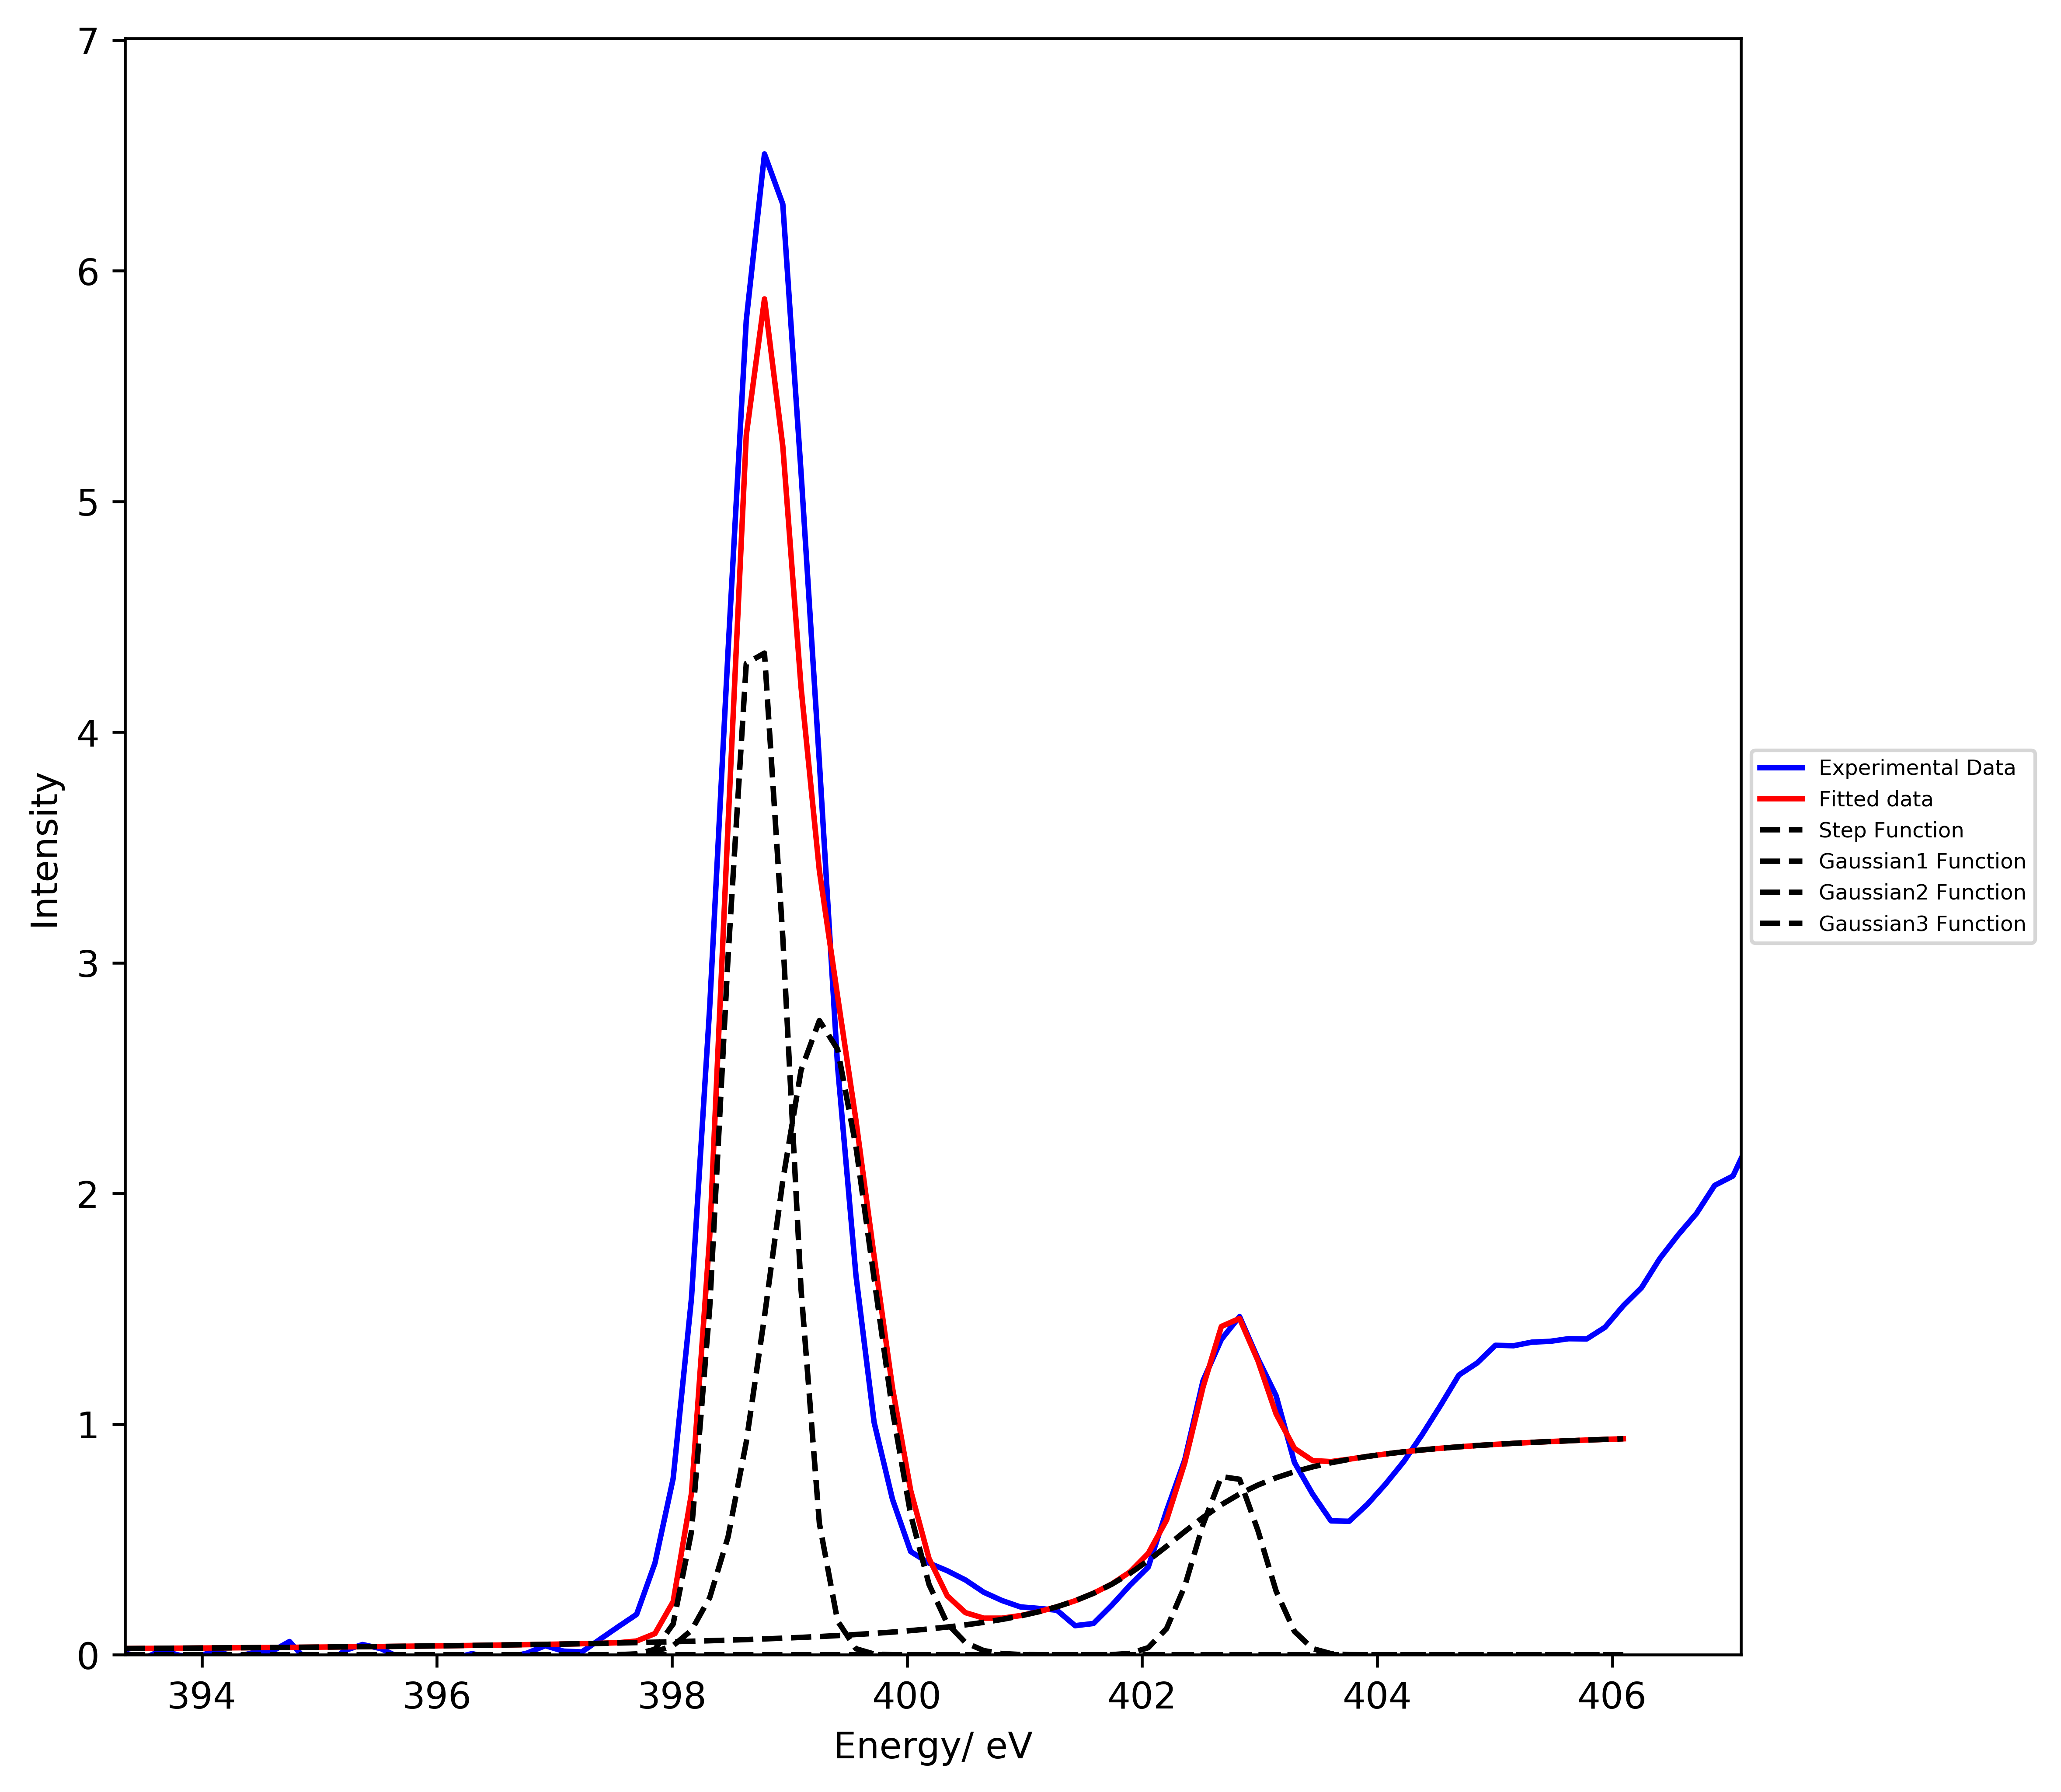 7
6
5
4
3
2
1
0
Intensity
394 396 398 400 402 404 406
Energy/ eV
Experimental Data
Fitted data
Step Function
Gaussian1 Function
Gaussian2 Function
Gaussian3 Function